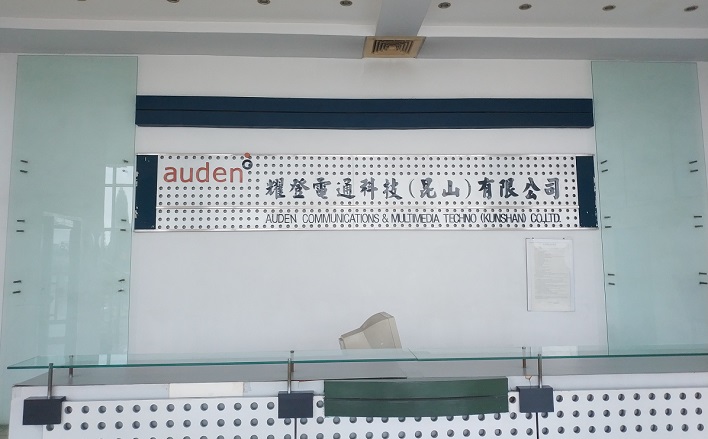 auden
耀登電通科技(昆山)有限公司
AUDEN COMMUNICATIONS & MULTIMEDIA TECHNO (KUNSHAN) CO.,LTD.